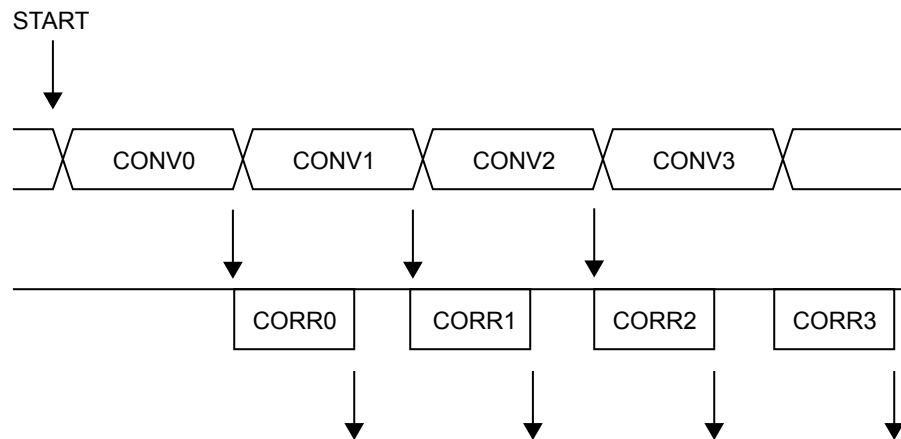 START
CONV0 CONV1 CONV2 CONV3
CORR0 CORR1 CORR2 CORR3